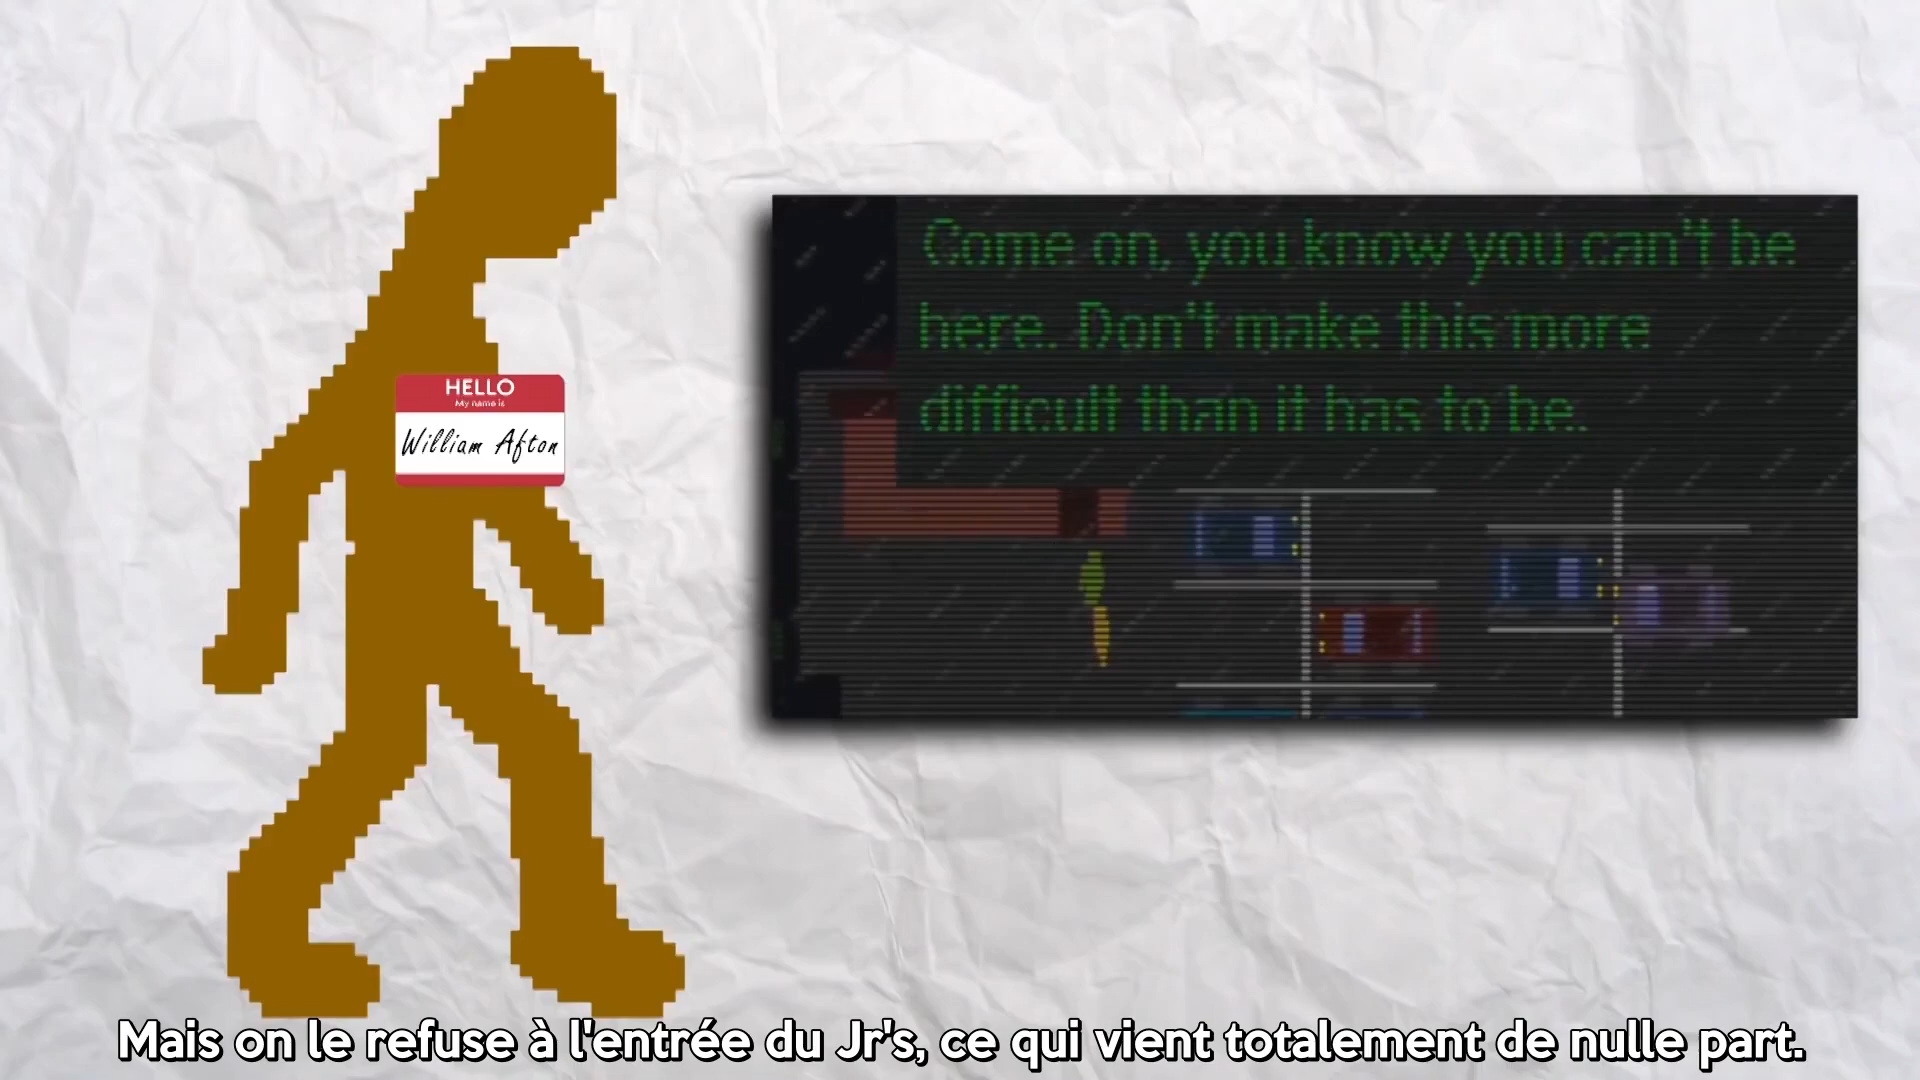 HELLO
My name is
William Afton
Come on, you know you can't be
here. Don't make this more
difficult than it has to be.
Mais on le refuse à l'entrée du Jr's, ce qui vient totalement de nulle part.